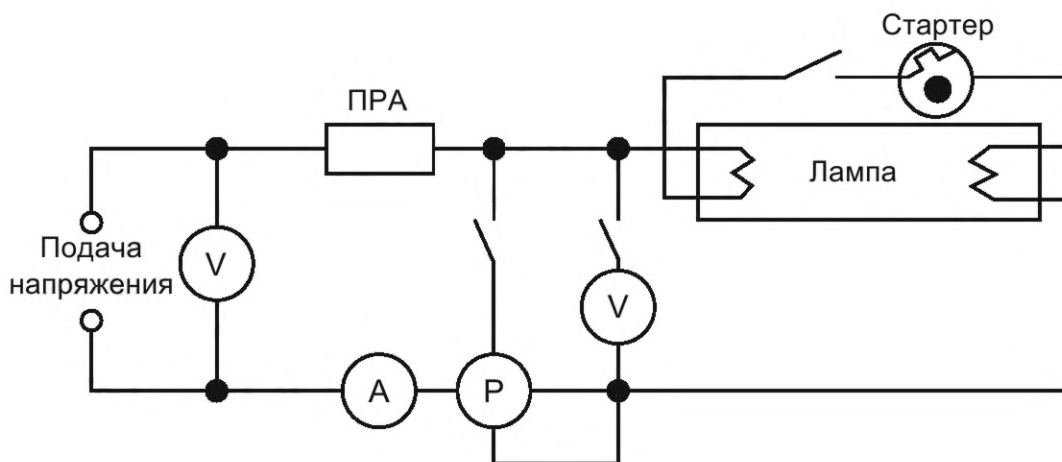 Стартер
ПРА
Лампа
Подача
напряжения
V
V
A
P